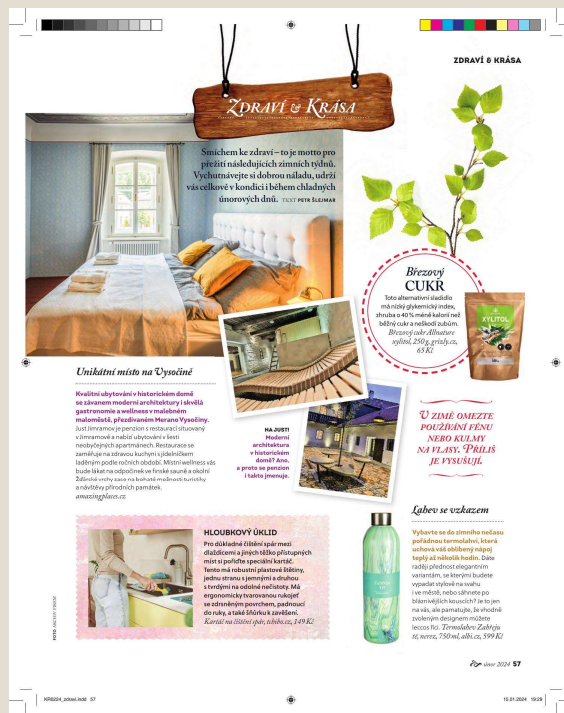 ZDRAVÍ & KRÁSA
ZDRAVÍ & KRÁSA
Smíchem ke zdraví – to je motto pro
přežití následujících zimních týdnů.
Vychutnávejte si dobrou náladu, udrží
vás celkově v kondici i během chladných
únorových dnů. TEXT PETR ŠLEJMAR
Březový
CUKR
Toto alternativní sladidlo
má nízký glykemický index,
zhruba o 40 % méně kalorií než
běžný cukr a neškodí zubům.
Březový cukr Allnature
xylitol, 250 g, grizly.cz,
65 Kč
XYLITOL
Unikátní místo na Vysočině
Kvalitní ubytování v historickém domě
se závanem moderní architektury i skvělá
gastronomie a wellness v malebném
maloměstě, přezdívaném Merano Vysočiny.
Just Jimramov je penzion s restaurací situovaný
v Jimramově a nabízí ubytování v šesti
neobyčejných apartmánech. Restaurace se
zaměřuje na zdravou kuchyni s jídelníčkem
laděným podle ročních období. Místní wellness vás
bude lákat na odpočinek ve finské sauně a okolní
Žďárské vrchy zase na bohaté možnosti turistiky
a návštěvy přírodních památek.
amazingplaces.cz
NA JUST!
Moderní
architektura
v historickém
domě? Ano,
a proto se penzion
i takto jmenuje.
V ZIMĚ OMEZTE
POUŽÍVÁNÍ FÉNU
NEBO KULMY
NA VLASY. PŘÍLIŠ
JE VYSUŠUJÍ.
HLOUBKOVÝ ÚKLID
Pro důkladné čištění spár mezi
dlaždicemi a jiných těžko přístupných
míst si pořiďte speciální kartáč.
Tento má robustní plastové štětiny,
jednu stranu s jemnými a druhou
s tvrdými na odolné nečistoty. Má
ergonomicky tvarovanou rukojeť
se zdrsněným povrchem, padnoucí
do ruky, a také šňůrku k zavěšení.
Kartáč na čištění spár, tchibo.cz, 149 Kč
Lahev se vzkazem
Vybavte se do zimního nečasu
pořádnou termolahví, která
uchová váš oblíbený nápoj
teplý až několik hodin. Dáte
raději přednost elegantním
variantám, se kterými budete
vypadat stylově na svahu
i ve městě, nebo sáhnete po
bláznivějších kouscích? Je to jen
na vás, ale pamatujte, že vhodně
zvoleným designem můžete
leccos říci. Termolahev Zahřeju
tě, nerez, 750 ml, albi.cz, 599 Kč
FOTO: ARCHIV FIREM
únor 2024 57
KR0224_zdravi.indd 57
15.01.2024 19:29